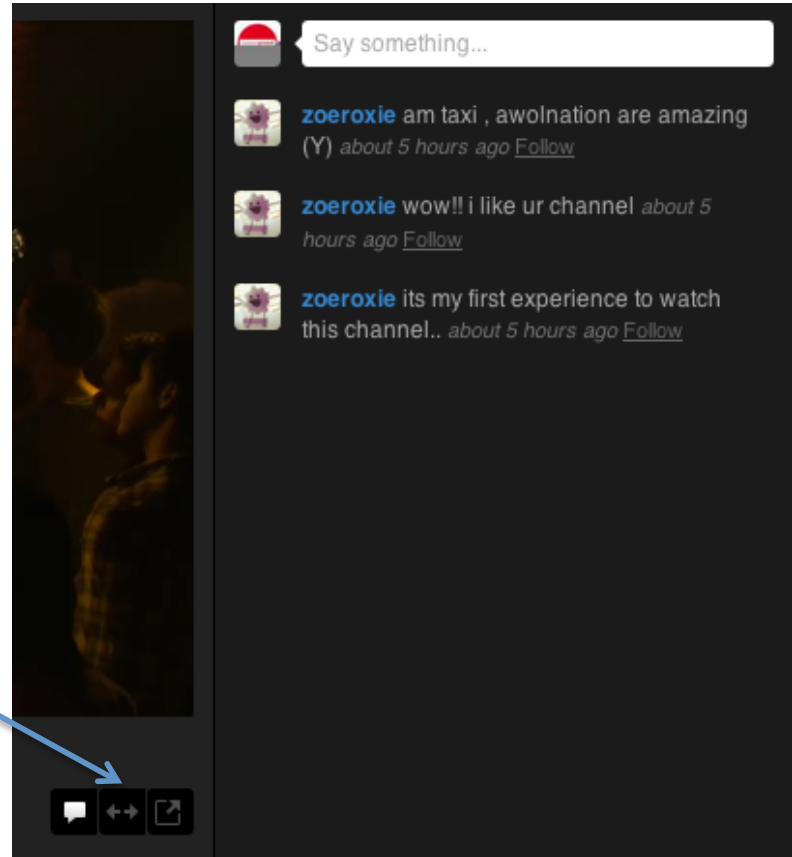 Say something...
zoeroxie am taxi , awolnation are amazing
(Y) about 5 hours ago Follow
zoeroxie wow!! i like ur channel about 5
hours ago Follow
zoeroxie its my first experience to watch
this channel.. about 5 hours ago Follow